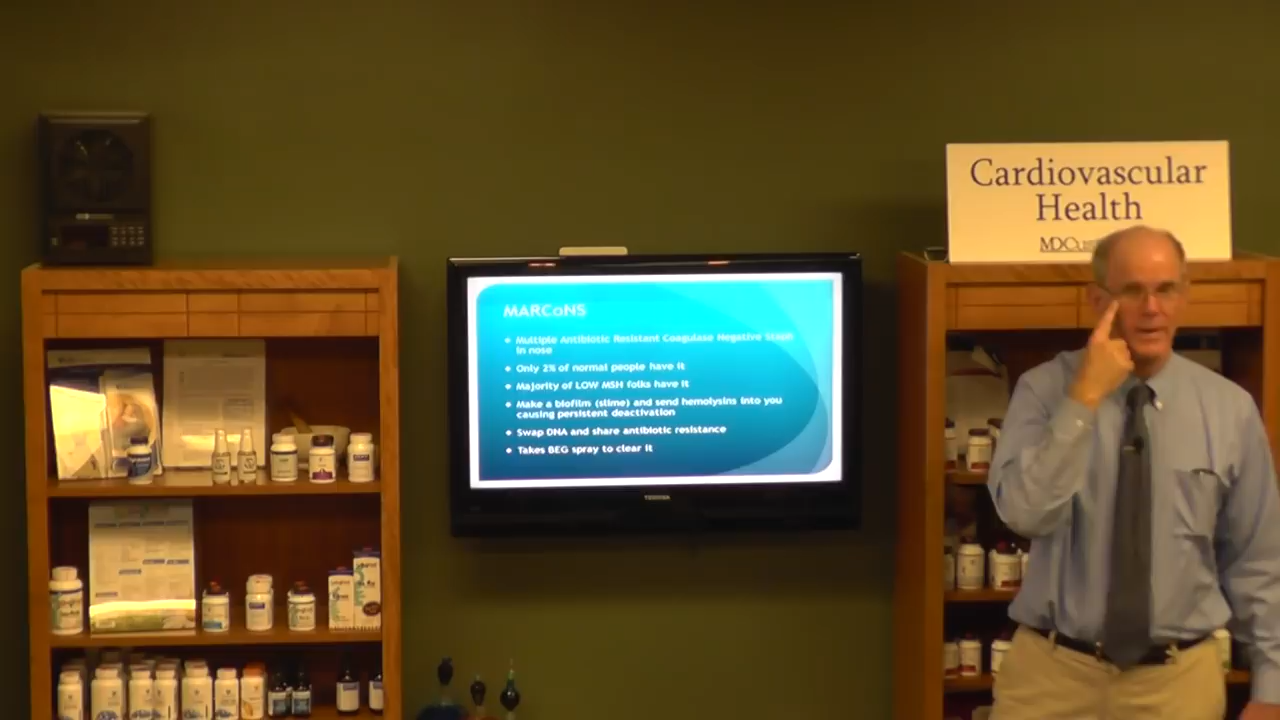 Cardiovascular
Health
MARCoNS
Multiple Antibiotic Resistant Coagulase Negative Staph
in nose
Only 2% of normal people have it
Majority of LOW MSH folks have it
Make a biofilm (slime) and send hemolysins into you
causing persistent deactivation
Swap DNA and share antibiotic resistance
Takes BEG spray to clear it
TOSHIBA